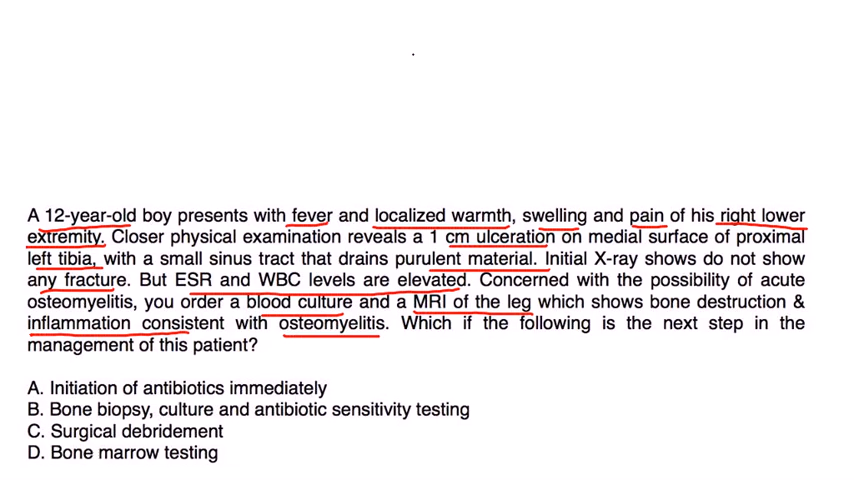 A 12-year-old boy presents with fever and localized warmth, swelling and pain of his right lower
extremity. Closer physical examination reveals a 1 cm ulceration on medial surface of proximal
left tibia, with a small sinus tract that drains purulent material. Initial X-ray shows do not show
any fracture. But ESR and WBC levels are elevated. Concerned with the possibility of acute
osteomyelitis, you order a blood culture and a MRI of the leg which shows bone destruction &
inflammation consistent with osteomyelitis. Which if the following is the next step in the
management of this patient?
A. Initiation of antibiotics immediately
B. Bone biopsy, culture and antibiotic sensitivity testing
C. Surgical debridement
D. Bone marrow testing